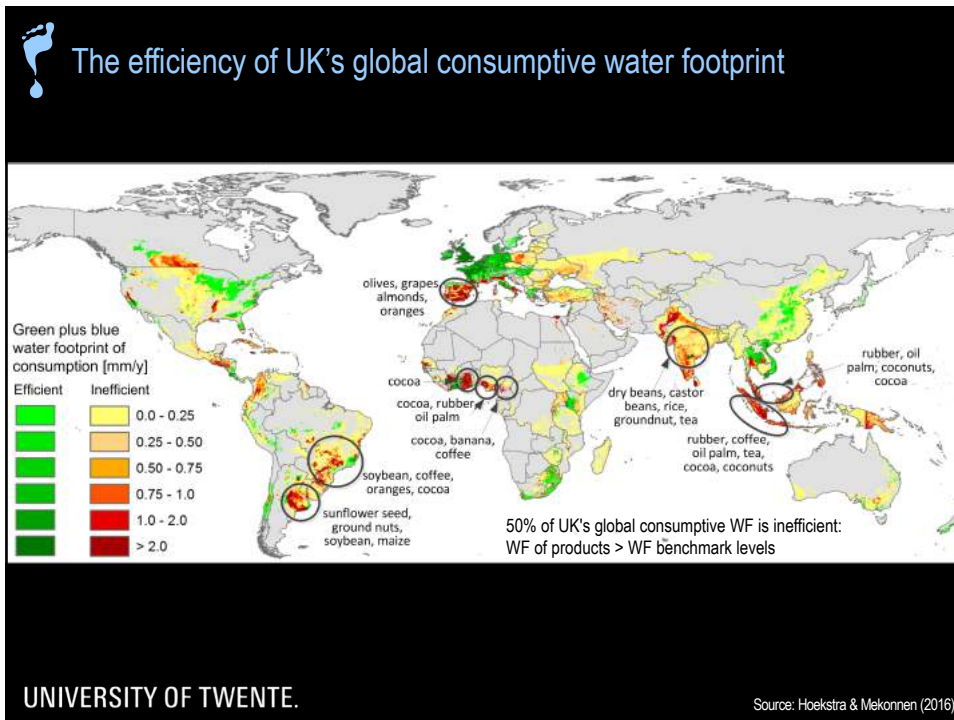 The efficiency of UK's global consumptive water footprint
olives, grapes
almonds,
oranges
Green plus blue
water footprint of
consumption [mm/y]
Efficient Inefficient
0.0 - 0.25
0.25 - 0.50
0.50 - 0.75
0.75 - 1.0
1.0 - 2.0
> 2.0
cocoa
cocoa, rubber
oil palm
cocoa, banana,
coffee
soybean, coffee,
oranges, cocoa
sunflower seed,
ground nuts,
soybean, maize
dry beans, castor
beans, rice,
groundnut, tea
rubber, oil
palm; coconuts,
cocoa
rubber, coffee,
oil palm, tea,
cocoa, coconuts
50% of UK's global consumptive WF is inefficient:
WF of products > WF benchmark levels
UNIVERSITY OF TWENTE.
Source: Hoekstra & Mekonnen (2016)